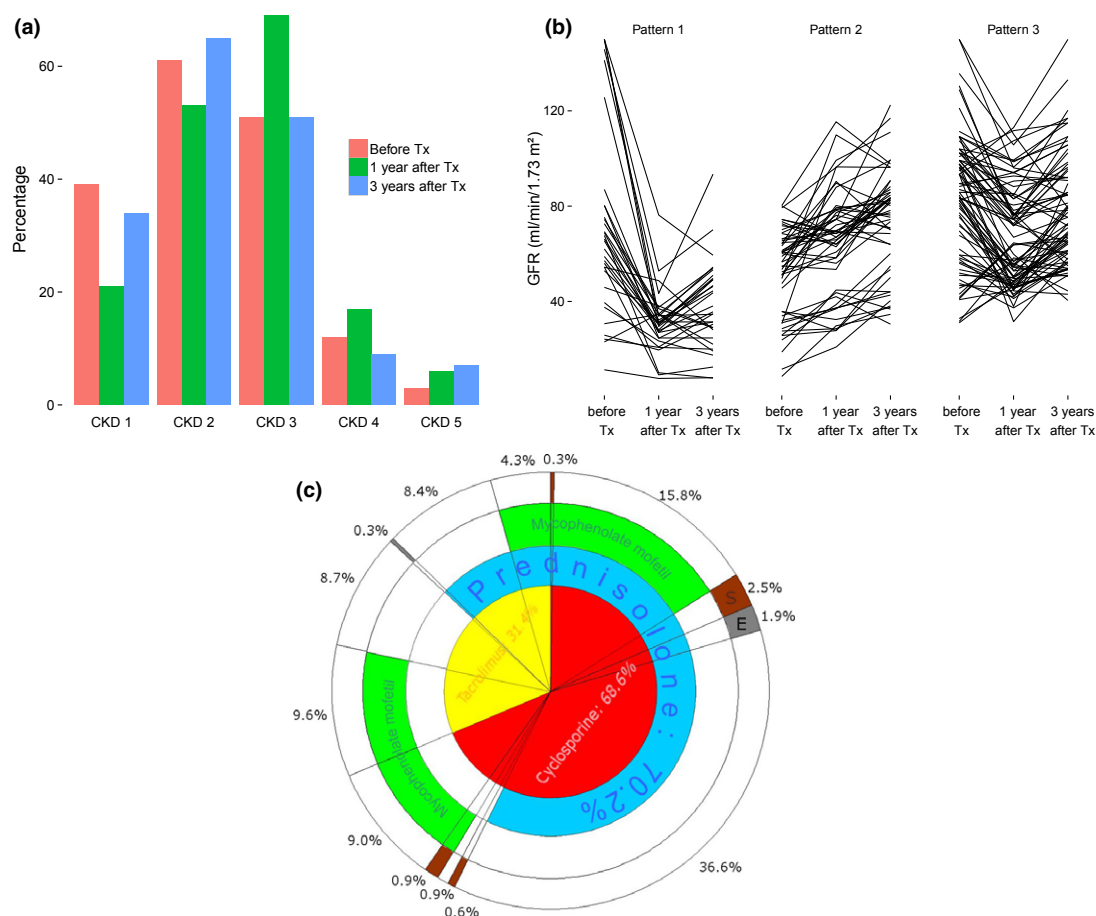 (a)
Percentage
60
40
20
0
CKD 1 CKD 2 CKD 3 CKD 4 CKD 5
Before Tx
1 year after Tx
3 years after Tx
(b)
Pattern 1 Pattern 2 Pattern 3
GFR (ml/min/1.73 m²)
120
80
40
before 1 year 3 years before 1 year 3 years before 1 year 3 years
Tx after Tx after Tx Tx after Tx after Tx Tx after Tx after Tx
(c)
4.3% 0.3%
8.4% 15.8%
0.3%
8.7%
2.5%
1.9%
9.6%
9.0%
0.9%
0.9%
0.6%
36.6%
Mycophenolate mofetil
S
E
Prednisolone: 70.2%
Tacrolimus: 31.4%
Cyclosporine: 68.6%
Mycophenolate mofetil